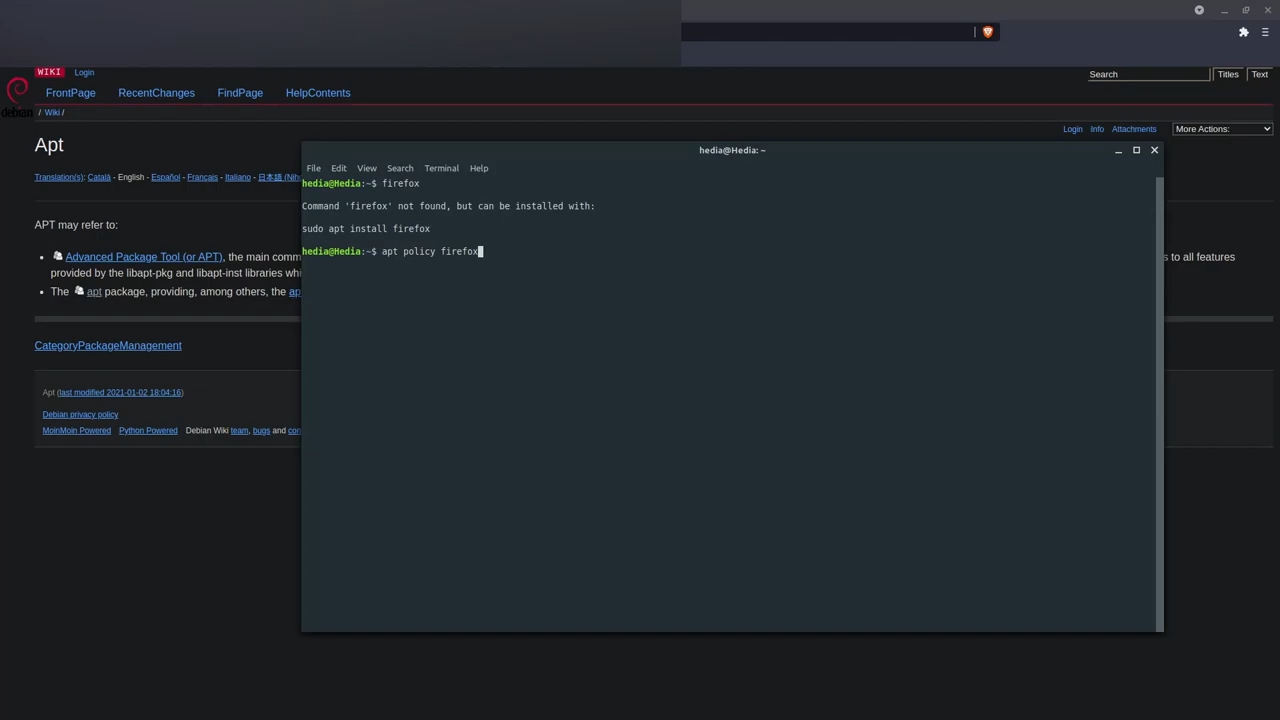 WIKI Login
Search Titles Text
FrontPage RecentChanges FindPage HelpContents
debian / Wiki /
Login Info Attachments More Actions:
Apt
hedia@Hedia: ~
File Edit View Search Terminal Help
Translation(s): Català - English - Español - Français - Italiano - 日本語
hedia@Hedia:~$ firefox
Command 'firefox' not found, but can be installed with:
APT may refer to:
sudo apt install firefox
hedia@Hedia:~$ apt policy firefox
Advanced Package Tool (or APT), the main s to all features
provided by the libapt-pkg and libapt-inst libraries
The apt package, providing, among others, the
CategoryPackageManagement
Apt (last modified 2021-01-02 18:04:16)
Debian privacy policy
MoinMoin Powered Python Powered Debian Wiki team, bugs and